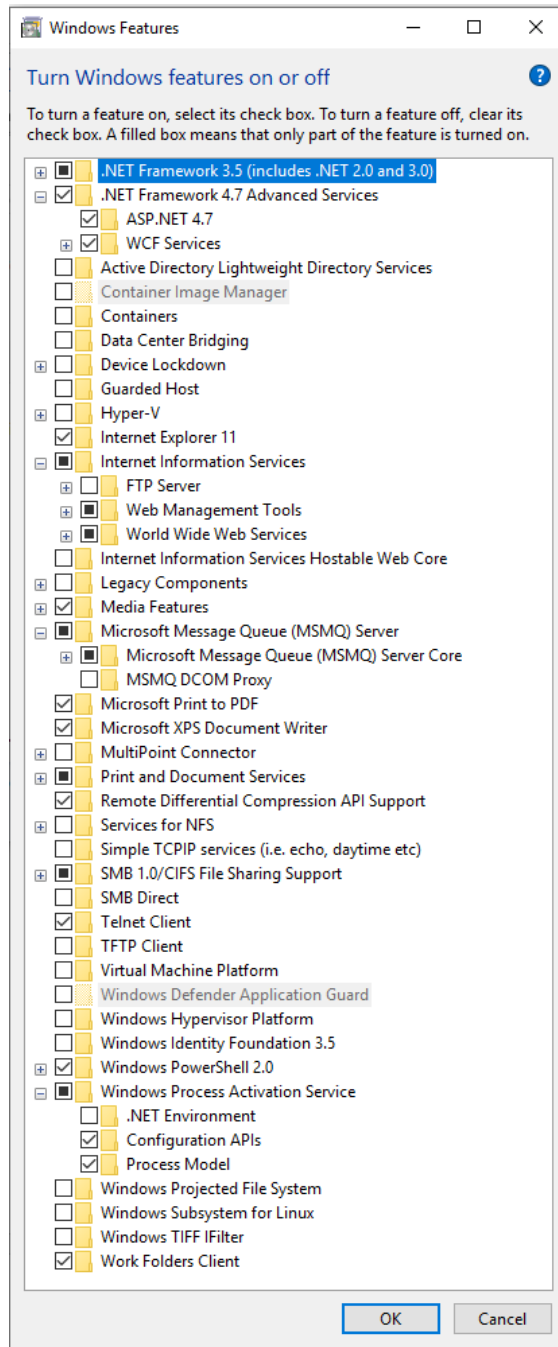 Windows Features
Turn Windows features on or off
?
To turn a feature on, select its check box. To turn a feature off, clear its
check box. A filled box means that only part of the feature is turned on.
.NET Framework 3.5 (includes .NET 2.0 and 3.0)
.NET Framework 4.7 Advanced Services
ASP.NET 4.7
WCF Services
Active Directory Lightweight Directory Services
Container Image Manager
Containers
Data Center Bridging
Device Lockdown
Guarded Host
Hyper-V
Internet Explorer 11
Internet Information Services
FTP Server
Web Management Tools
World Wide Web Services
Internet Information Services Hostable Web Core
Legacy Components
Media Features
Microsoft Message Queue (MSMQ) Server
Microsoft Message Queue (MSMQ) Server Core
MSMQ DCOM Proxy
Microsoft Print to PDF
Microsoft XPS Document Writer
MultiPoint Connector
Print and Document Services
Remote Differential Compression API Support
Services for NFS
Simple TCPIP services (i.e. echo, daytime etc)
SMB 1.0/CIFS File Sharing Support
SMB Direct
Telnet Client
TFTP Client
Virtual Machine Platform
Windows Defender Application Guard
Windows Hypervisor Platform
Windows Identity Foundation 3.5
Windows PowerShell 2.0
Windows Process Activation Service
.NET Environment
Configuration APIs
Process Model
Windows Projected File System
Windows Subsystem for Linux
Windows TIFF IFilter
Work Folders Client
OK Cancel